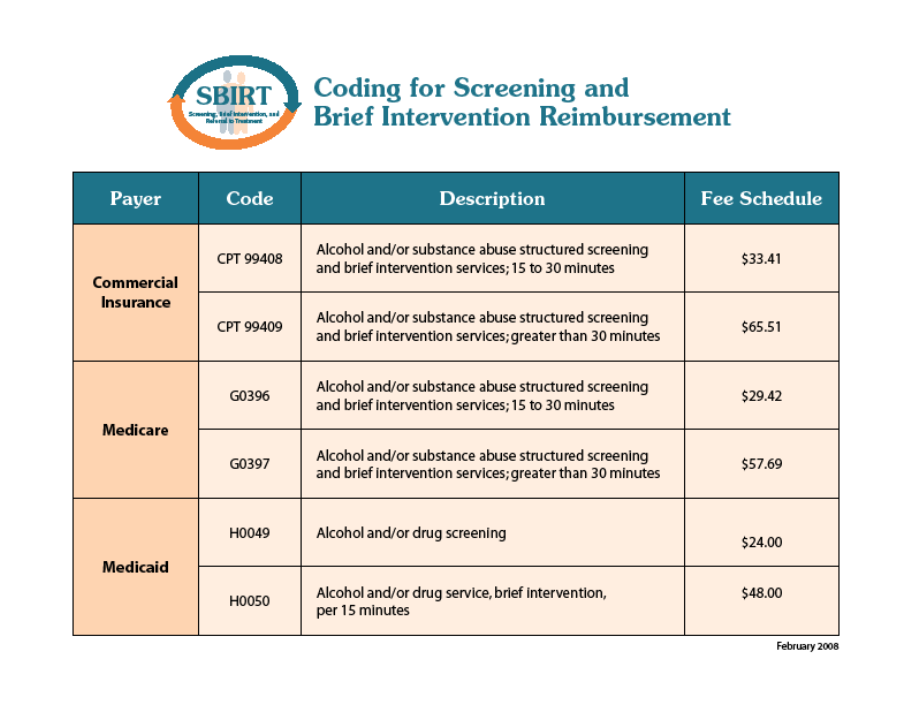 SBIRT
Screening, Brief Intervention, and
Referral to Treatment
Coding for Screening and
Brief Intervention Reimbursement
Payer
Code
Description
Fee Schedule
Commercial
Insurance
CPT 99408
Alcohol and/or substance abuse structured screening
and brief intervention services; 15 to 30 minutes
$33.41
CPT 99409
Alcohol and/or substance abuse structured screening
and brief intervention services; greater than 30 minutes
$65.51
Medicare
G0396
Alcohol and/or substance abuse structured screening
and brief intervention services; 15 to 30 minutes
$29.42
G0397
Alcohol and/or substance abuse structured screening
and brief intervention services; greater than 30 minutes
$57.69
Medicaid
H0049
Alcohol and/or drug screening
$24.00
H0050
Alcohol and/or drug service, brief intervention,
per 15 minutes
$48.00
February 2008